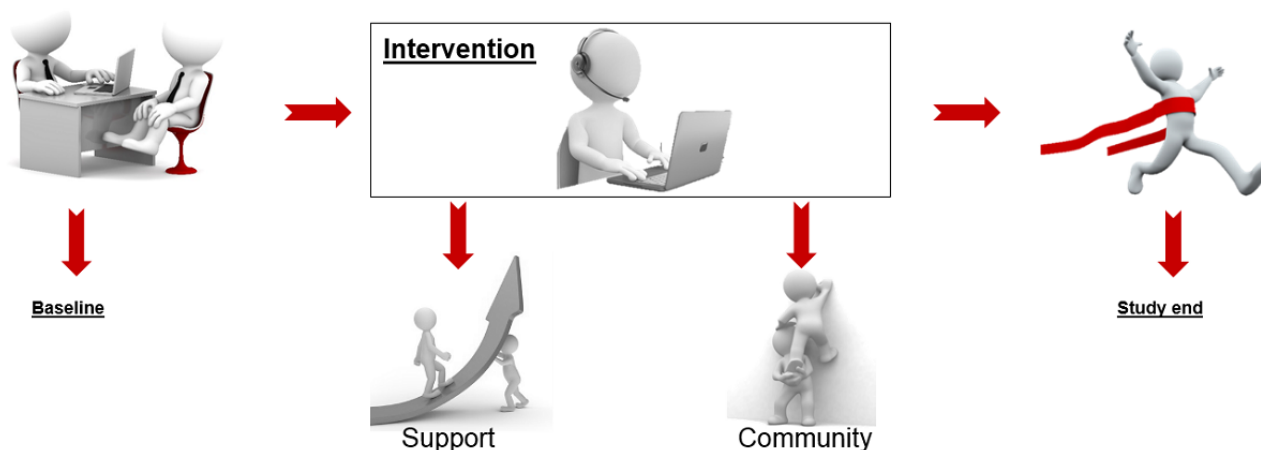 Intervention
Baseline
Study end
Support
Community